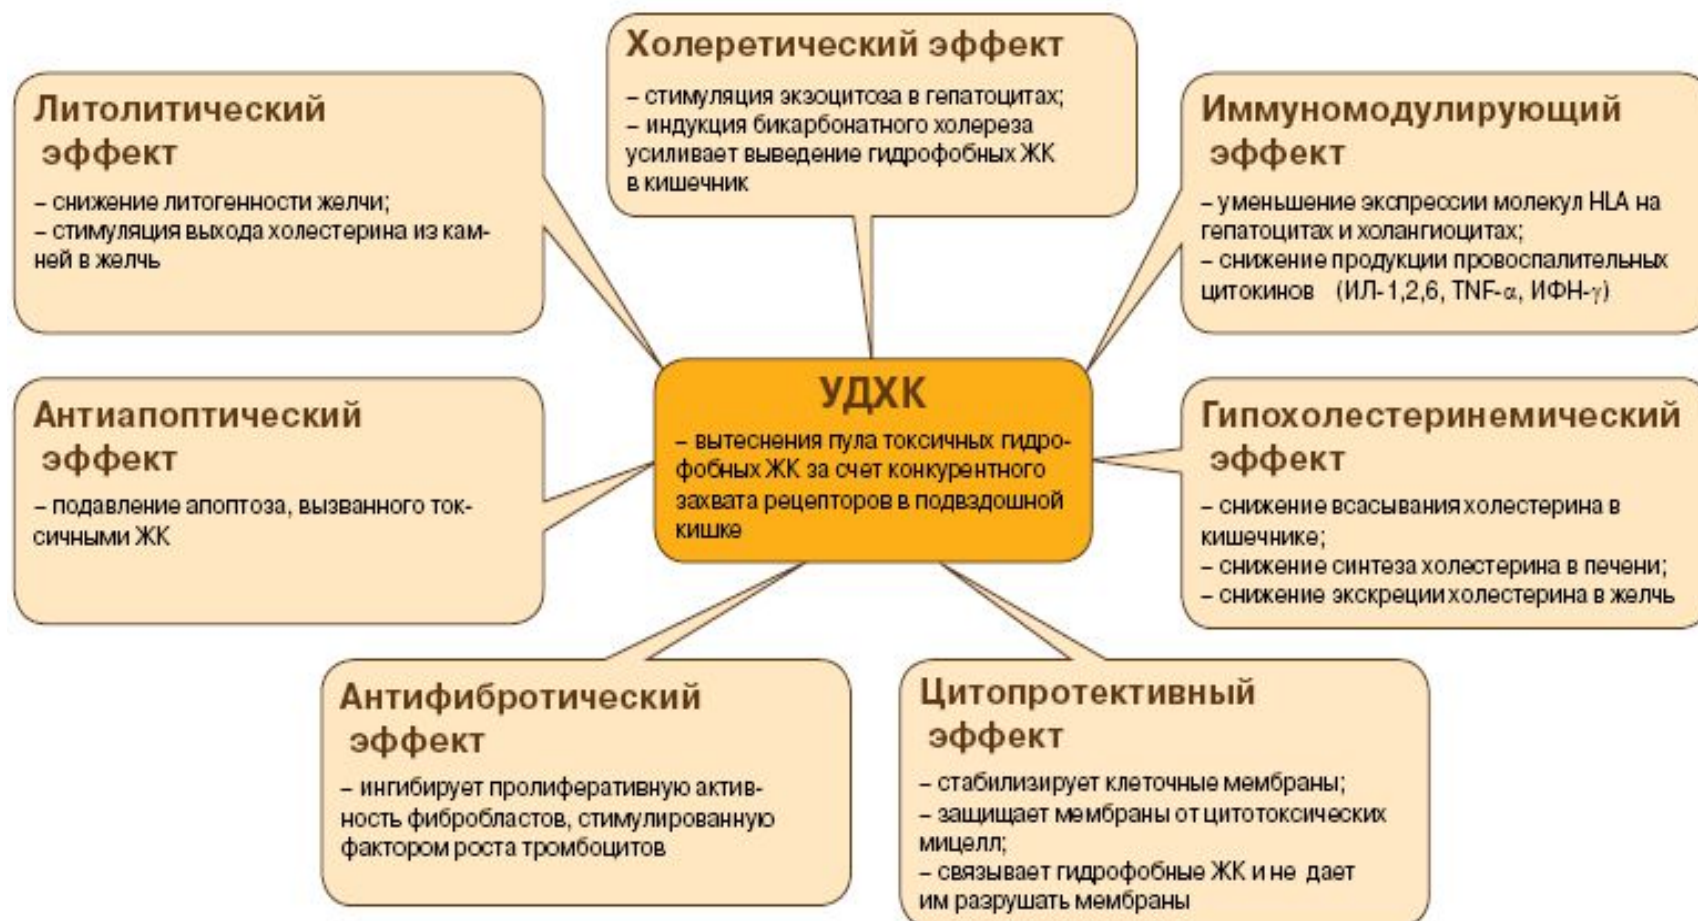 Холеретический эффект
– стимуляция экзоцитоза в гепатоцитах;
– индукция бикарбонатного холереза
усиливает выведение гидрофобных ЖК
в кишечник
Литолитический
эффект
– снижение литогенности желчи;
– стимуляция выхода холестерина из кам-
ней в желчь
Иммуномодулирующий
эффект
– уменьшение экспрессии молекул HLA на
гепатоцитах и холангиоцитах;
– снижение продукции провоспалительных
цитокинов (ИЛ-1,2,6, TNF-α, ИФН-γ)
УДХК
– вытеснения пула токсичных гидро-
фобных ЖК за счет конкурентного
захвата рецепторов в подвздошной
кишке
Антиапоптический
эффект
– подавление апоптоза, вызванного ток-
сичными ЖК
Гипохолестеринемический
эффект
– снижение всасывания холестерина в
кишечнике;
– снижение синтеза холестерина в печени;
– снижение экскреции холестерина в желчь
Антифибротический
эффект
– ингибирует пролиферативную актив-
ность фибробластов, стимулированную
фактором роста тромбоцитов
Цитопротективный
эффект
– стабилизирует клеточные мембраны;
– защищает мембраны от цитотоксических
мицелл;
– связывает гидрофобные ЖК и не дает
им разрушать мембраны